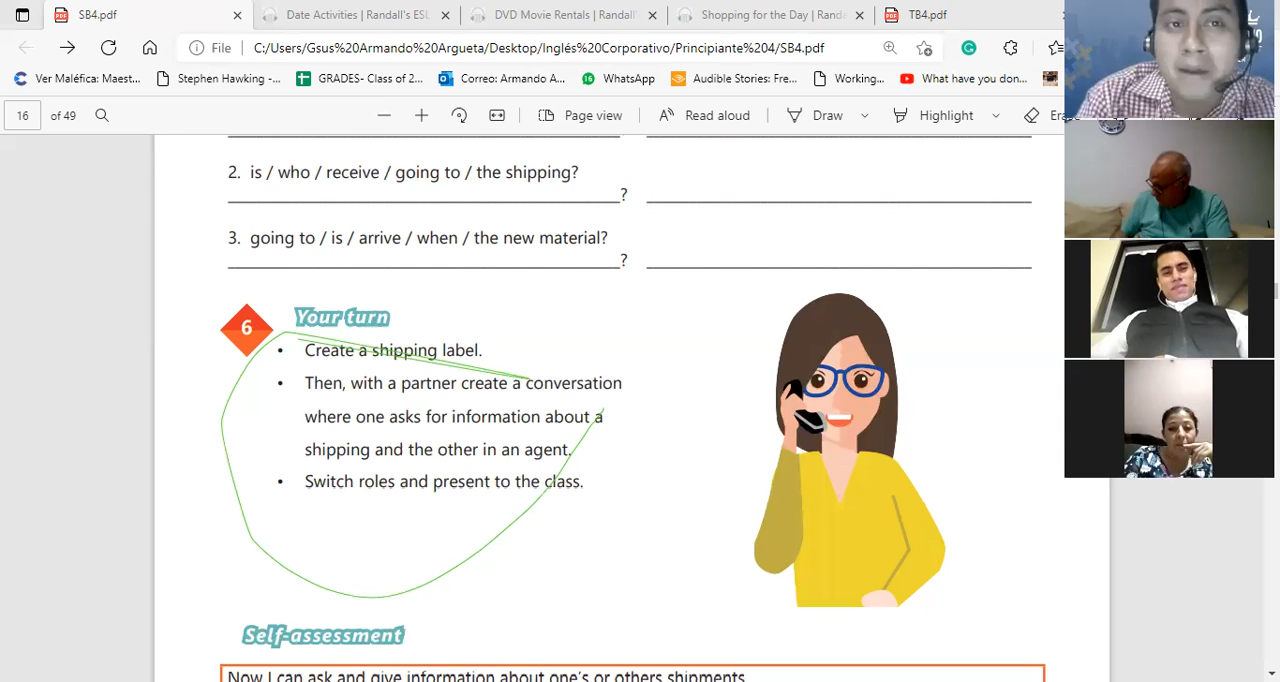 SB4.pdf
Date Activities | Randall's ESL
DVD Movie Rentals | Randall'
Shopping for the Day | Randa
TB4.pdf
File
C:/Users/Gsus%20Armando%20Argueta/Desktop/Inglés%20Corporativo/Principiante%204/SB4.pdf
Ver Maléfica: Maest...
Stephen Hawking -...
GRADES- Class of 2...
Correo: Armando A...
WhatsApp
Audible Stories: Fre...
Working...
What have you don...
16
of 49
Page view
Read aloud
Draw
Highlight
Era
2. is / who / receive / going to / the shipping?
?
3. going to / is / arrive / when / the new material?
?
6
Your turn
• Create a shipping label.
• Then, with a partner create a conversation
where one asks for information about a
shipping and the other in an agent.
• Switch roles and present to the class.
Self-assessment
Now I can ask and give information about one's or others shipments.